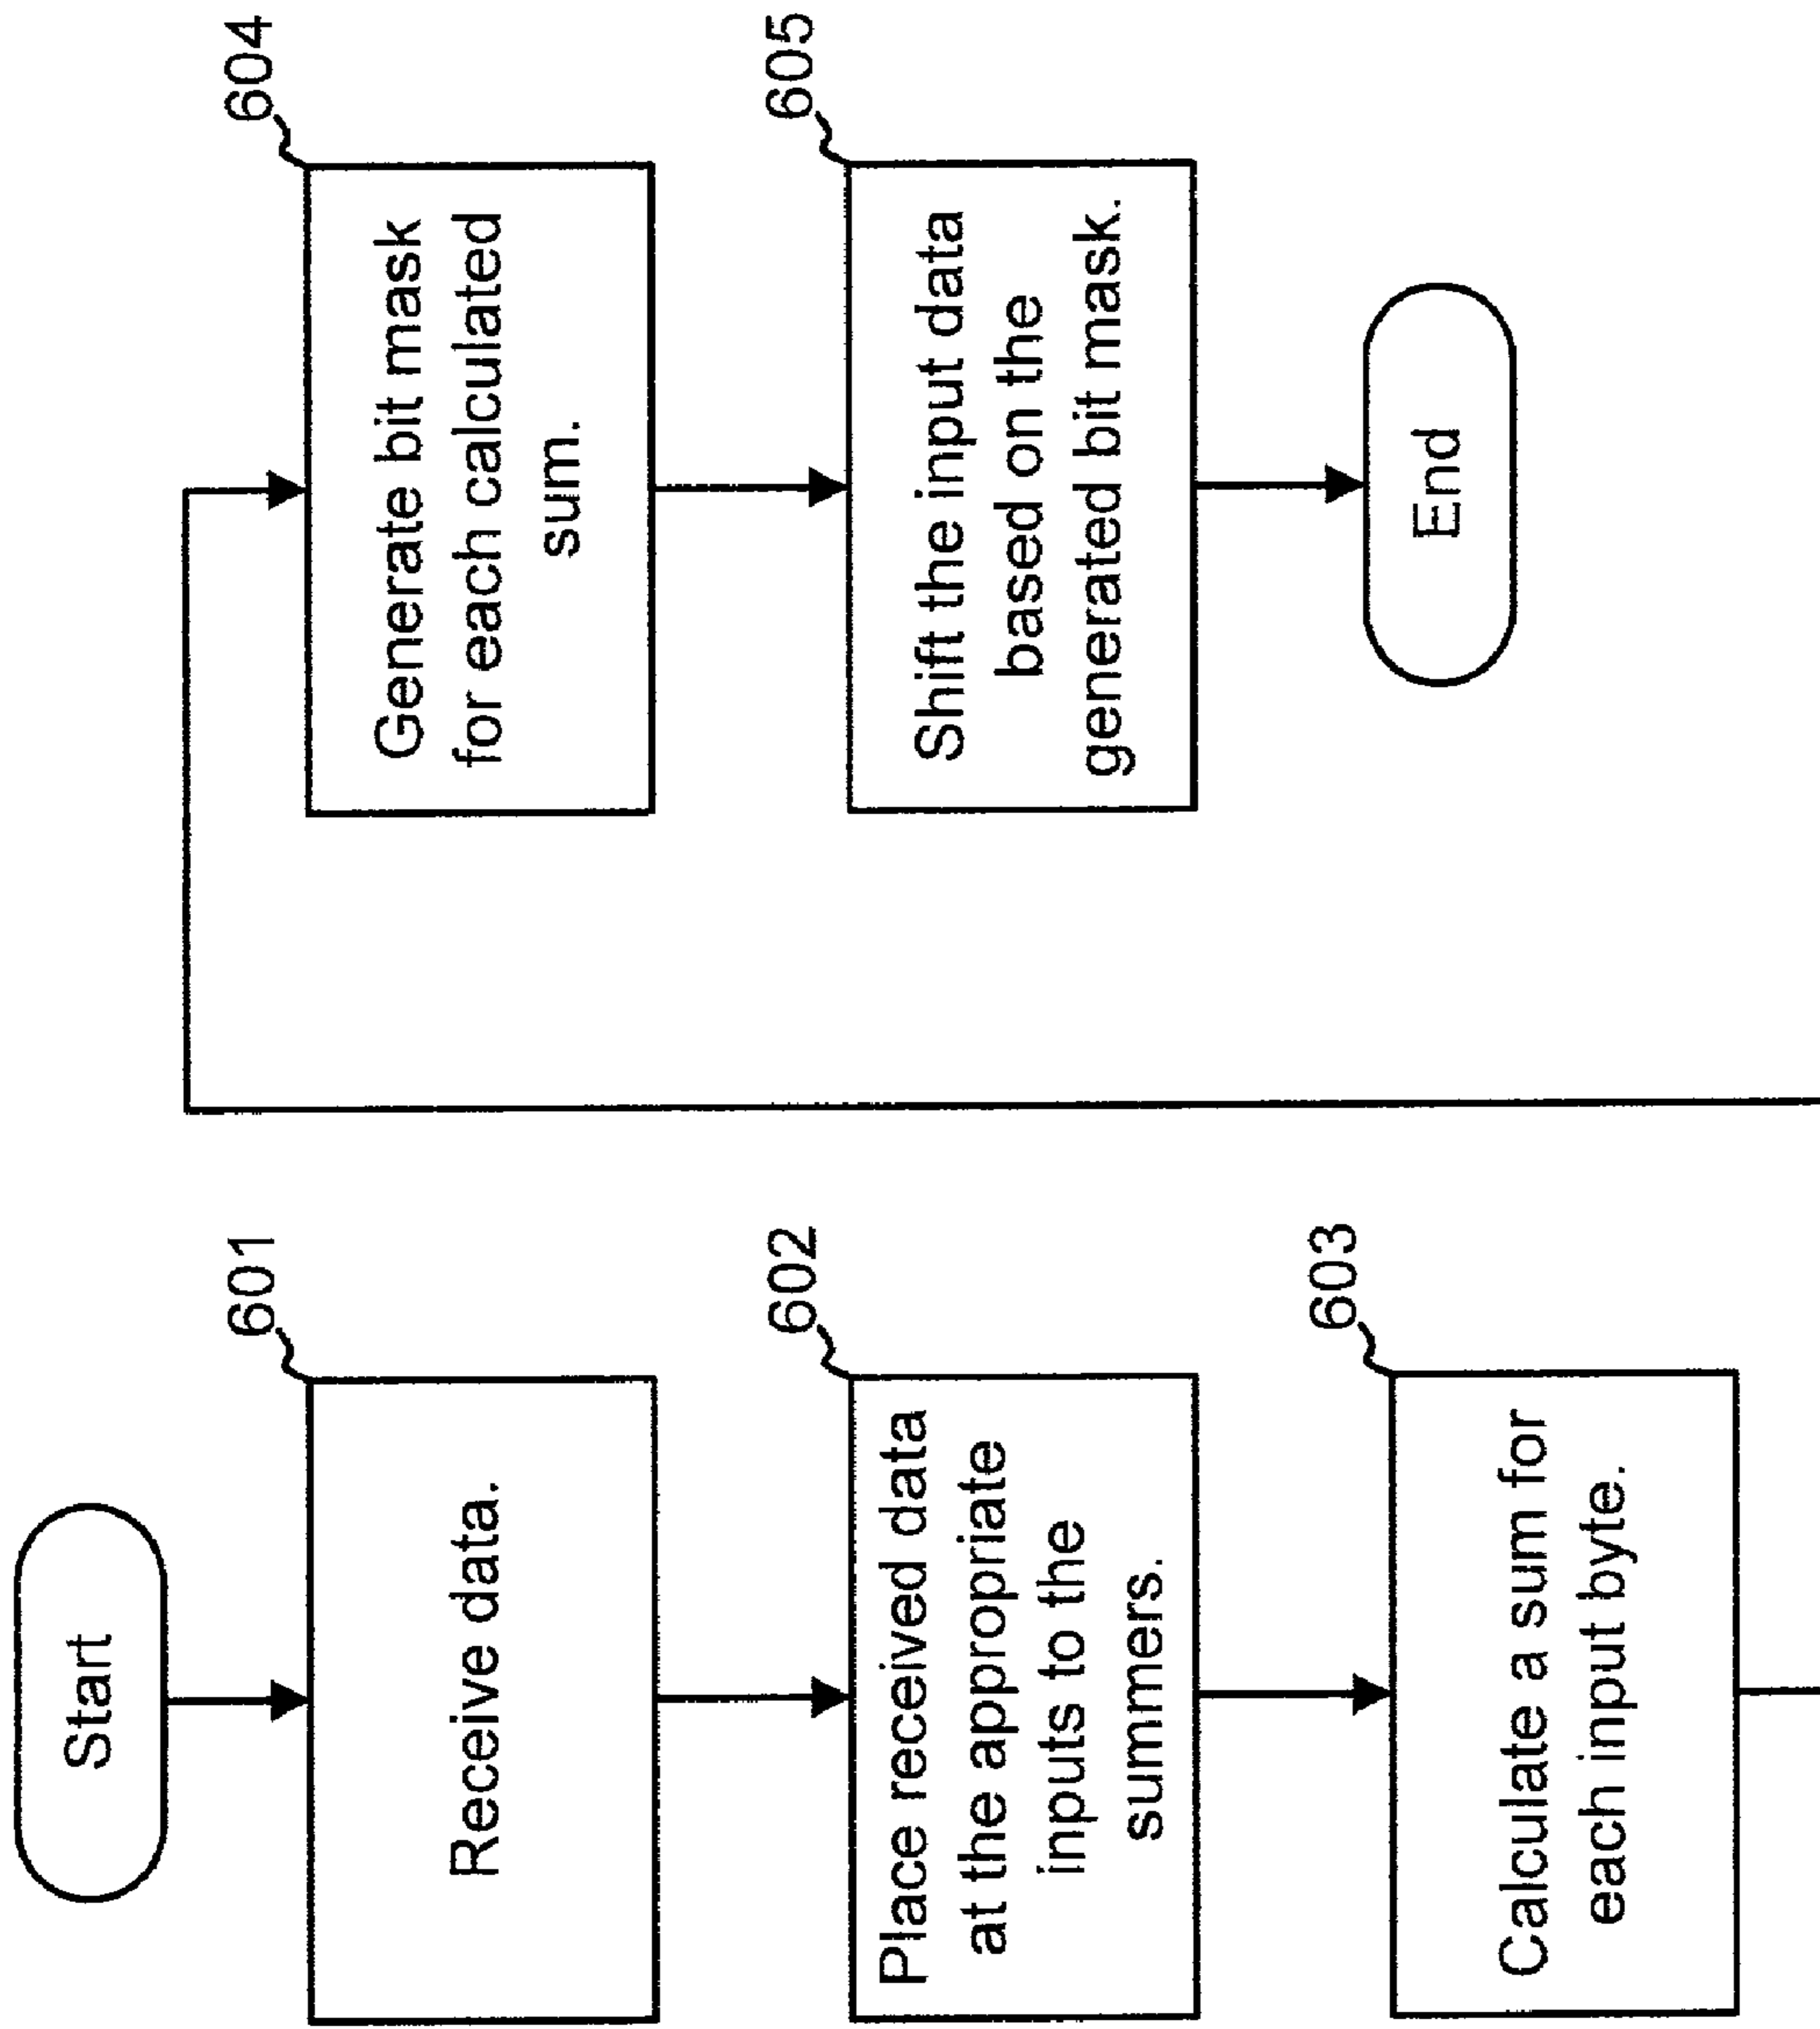 Start
601
Receive data.
602
Place received data
at the appropriate
inputs to the
summers.
603
Calculate a sum for
each input byte.
604
Generate bit mask
for each calculated
sum.
605
Shift the input data
based on the
generated bit mask.
End